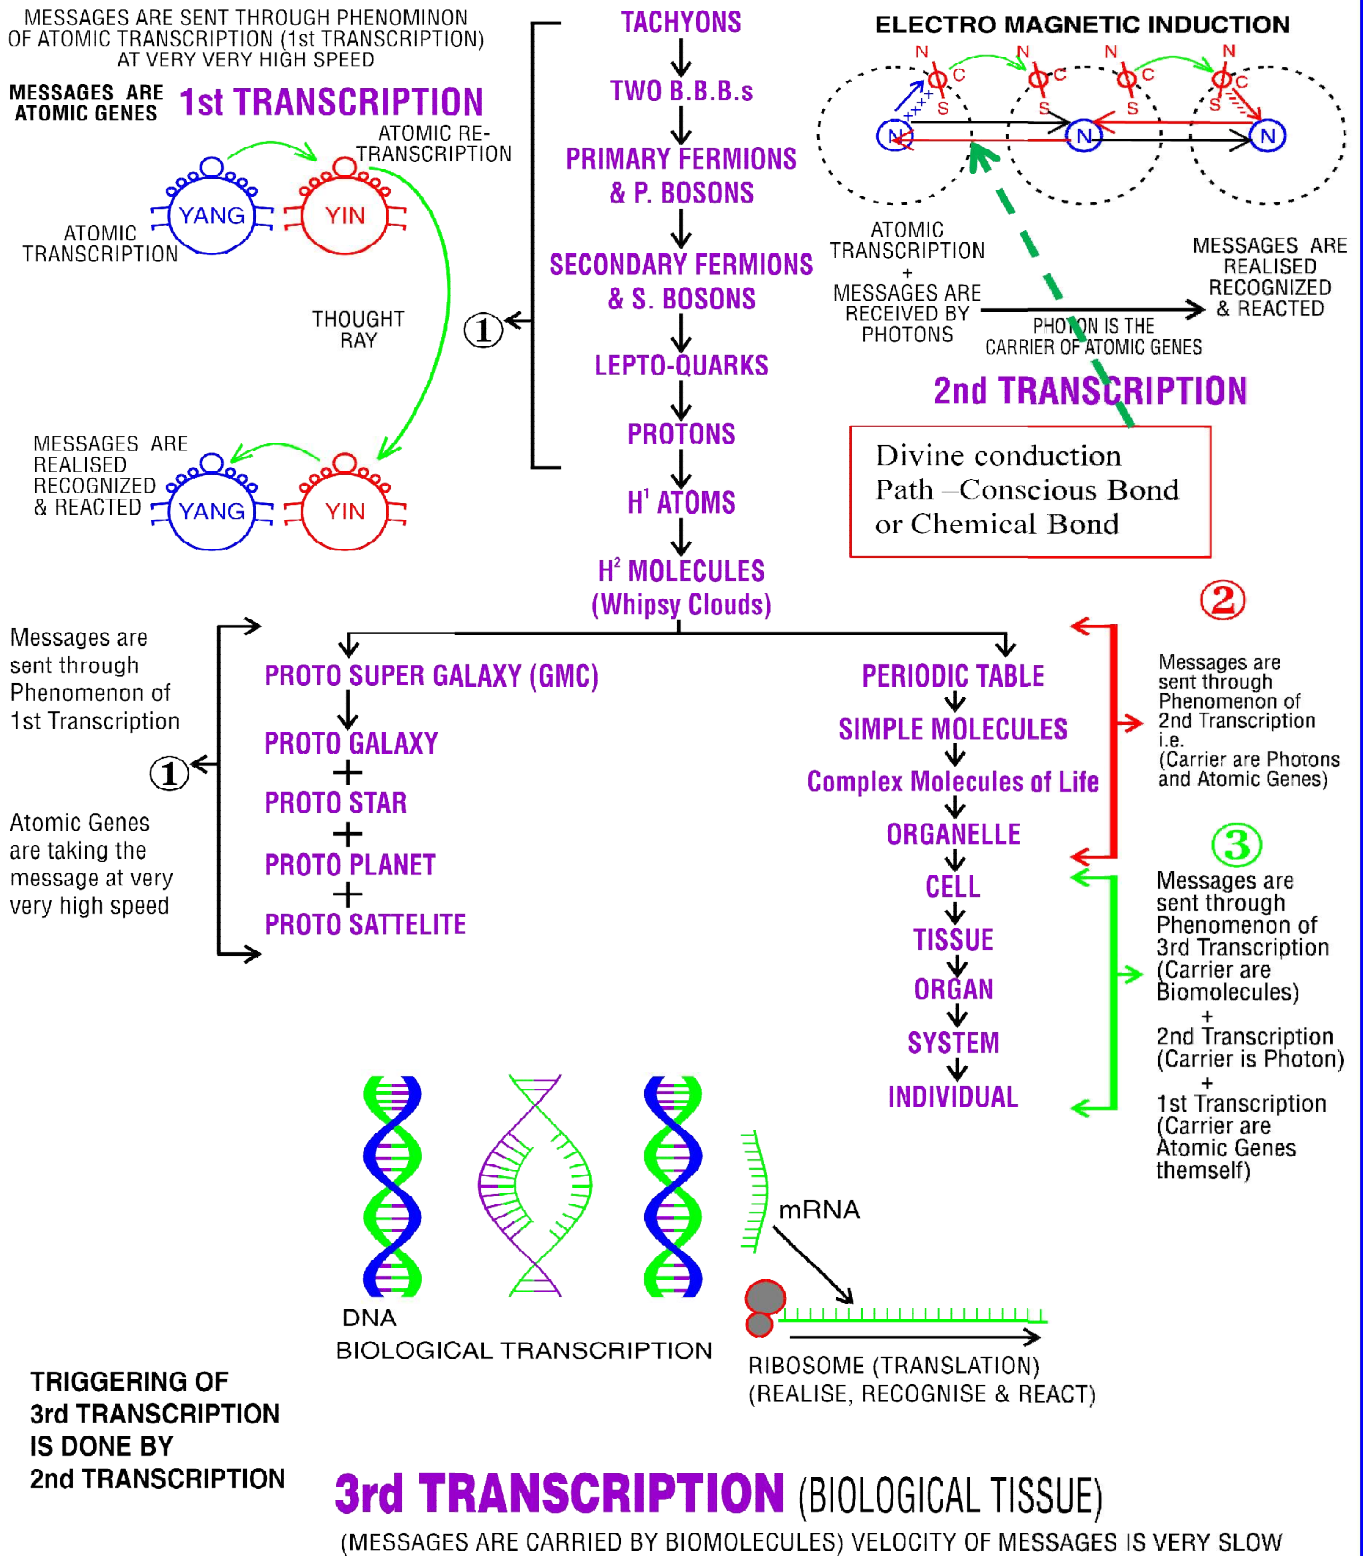 MESSAGES ARE SENT THROUGH PHENOMINON
OF ATOMIC TRANSCRIPTION (1st TRANSCRIPTION)
AT VERY VERY HIGH SPEED
MESSAGES ARE
ATOMIC GENES
1st TRANSCRIPTION
ATOMIC RE-
TRANSCRIPTION
YANG
YIN
ATOMIC
TRANSCRIPTION
THOUGHT
RAY
MESSAGES ARE
REALISED
RECOGNIZED
& REACTED
YANG
YIN
1
TACHYONS
TWO B.B.B.s
PRIMARY FERMIONS
& P. BOSONS
SECONDARY FERMIONS
& S. BOSONS
LEPTO-QUARKS
PROTONS
H¹ ATOMS
H² MOLECULES
(Whipsy Clouds)
ELECTRO MAGNETIC INDUCTION
N
C
S
N
C
S
N
C
S
N
C
S
++++
N
N
N
ATOMIC
TRANSCRIPTION
+
MESSAGES ARE
RECEIVED BY
PHOTONS
MESSAGES ARE
REALISED
RECOGNIZED
& REACTED
PHOTON IS THE
CARRIER OF ATOMIC GENES
2nd TRANSCRIPTION
Divine conduction
Path –Conscious Bond
or Chemical Bond
Messages are
sent through
Phenomenon of
1st Transcription
1
Atomic Genes
are taking the
message at very
very high speed
PROTO SUPER GALAXY (GMC)
PROTO GALAXY
+
PROTO STAR
+
PROTO PLANET
+
PROTO SATTELITE
PERIODIC TABLE
SIMPLE MOLECULES
Complex Molecules of Life
ORGANELLE
CELL
TISSUE
ORGAN
SYSTEM
INDIVIDUAL
2
Messages are
sent through
Phenomenon of
2nd Transcription
i.e.
(Carrier are Photons
and Atomic Genes)
3
Messages are
sent through
Phenomenon of
3rd Transcription
(Carrier are
Biomolecules)
+
2nd Transcription
(Carrier is Photon)
+
1st Transcription
(Carrier are
Atomic Genes
themself)
mRNA
DNA
BIOLOGICAL TRANSCRIPTION
RIBOSOME (TRANSLATION)
(REALISE, RECOGNISE & REACT)
TRIGGERING OF
3rd TRANSCRIPTION
IS DONE BY
2nd TRANSCRIPTION
3rd TRANSCRIPTION (BIOLOGICAL TISSUE)
(MESSAGES ARE CARRIED BY BIOMOLECULES) VELOCITY OF MESSAGES IS VERY SLOW